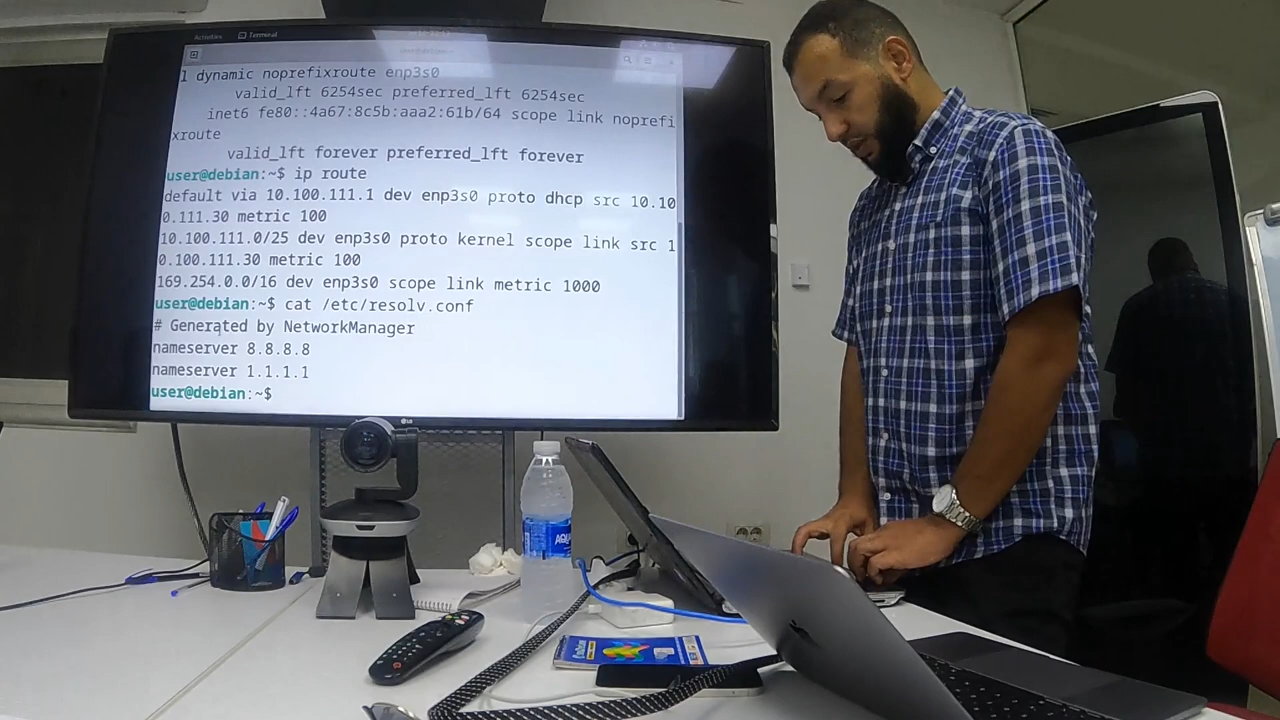 Activities Terminal
l dynamic noprefixroute enp3s0
valid_lft 6254sec preferred_lft 6254sec
inet6 fe80::4a67:8c5b:aaa2:61b/64 scope link noprefi
xroute
valid_lft forever preferred_lft forever
user@debian:~$ ip route
default via 10.100.111.1 dev enp3s0 proto dhcp src 10.10
0.111.30 metric 100
10.100.111.0/25 dev enp3s0 proto kernel scope link src 1
0.100.111.30 metric 100
169.254.0.0/16 dev enp3s0 scope link metric 1000
user@debian:~$ cat /etc/resolv.conf
# Generated by NetworkManager
nameserver 8.8.8.8
nameserver 1.1.1.1
user@debian:~$
LG